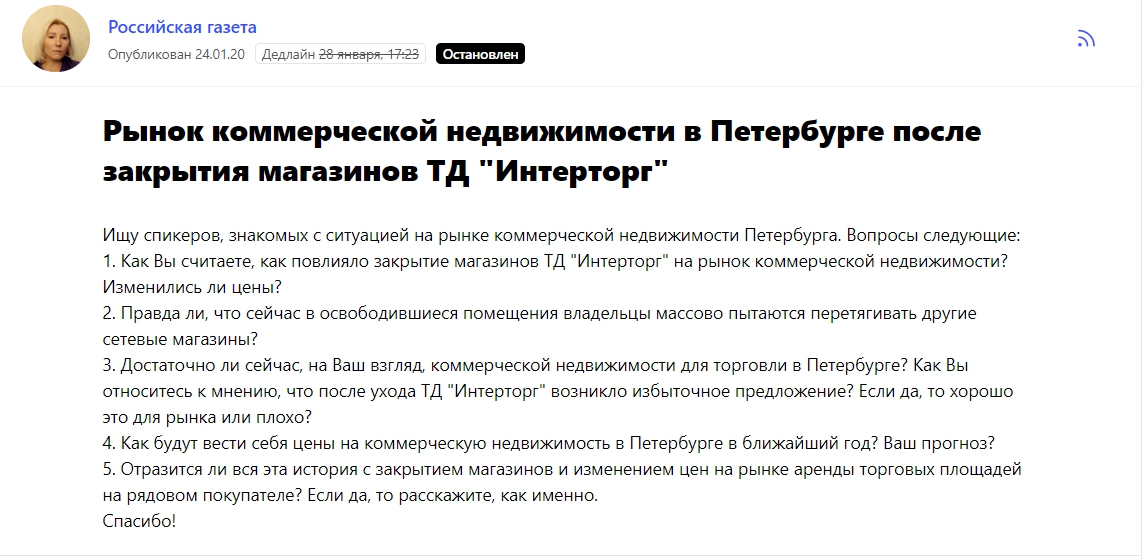 Российская газета
Опубликован 24.01.20 Дедлайн 28 января, 17:23 Остановлен
Рынок коммерческой недвижимости в Петербурге после
закрытия магазинов ТД "Интерторг"
Ищу спикеров, знакомых с ситуацией на рынке коммерческой недвижимости Петербурга. Вопросы следующие:
1. Как Вы считаете, как повлияло закрытие магазинов ТД "Интерторг" на рынок коммерческой недвижимости?
Изменились ли цены?
2. Правда ли, что сейчас в освободившиеся помещения владельцы массово пытаются перетягивать другие
сетевые магазины?
3. Достаточно ли сейчас, на Ваш взгляд, коммерческой недвижимости для торговли в Петербурге? Как Вы
относитесь к мнению, что после ухода ТД "Интерторг" возникло избыточное предложение? Если да, то хорошо
это для рынка или плохо?
4. Как будут вести себя цены на коммерческую недвижимость в Петербурге в ближайший год? Ваш прогноз?
5. Отразится ли вся эта история с закрытием магазинов и изменением цен на рынке аренды торговых площадей
на рядовом покупателе? Если да, то расскажите, как именно.
Спасибо!